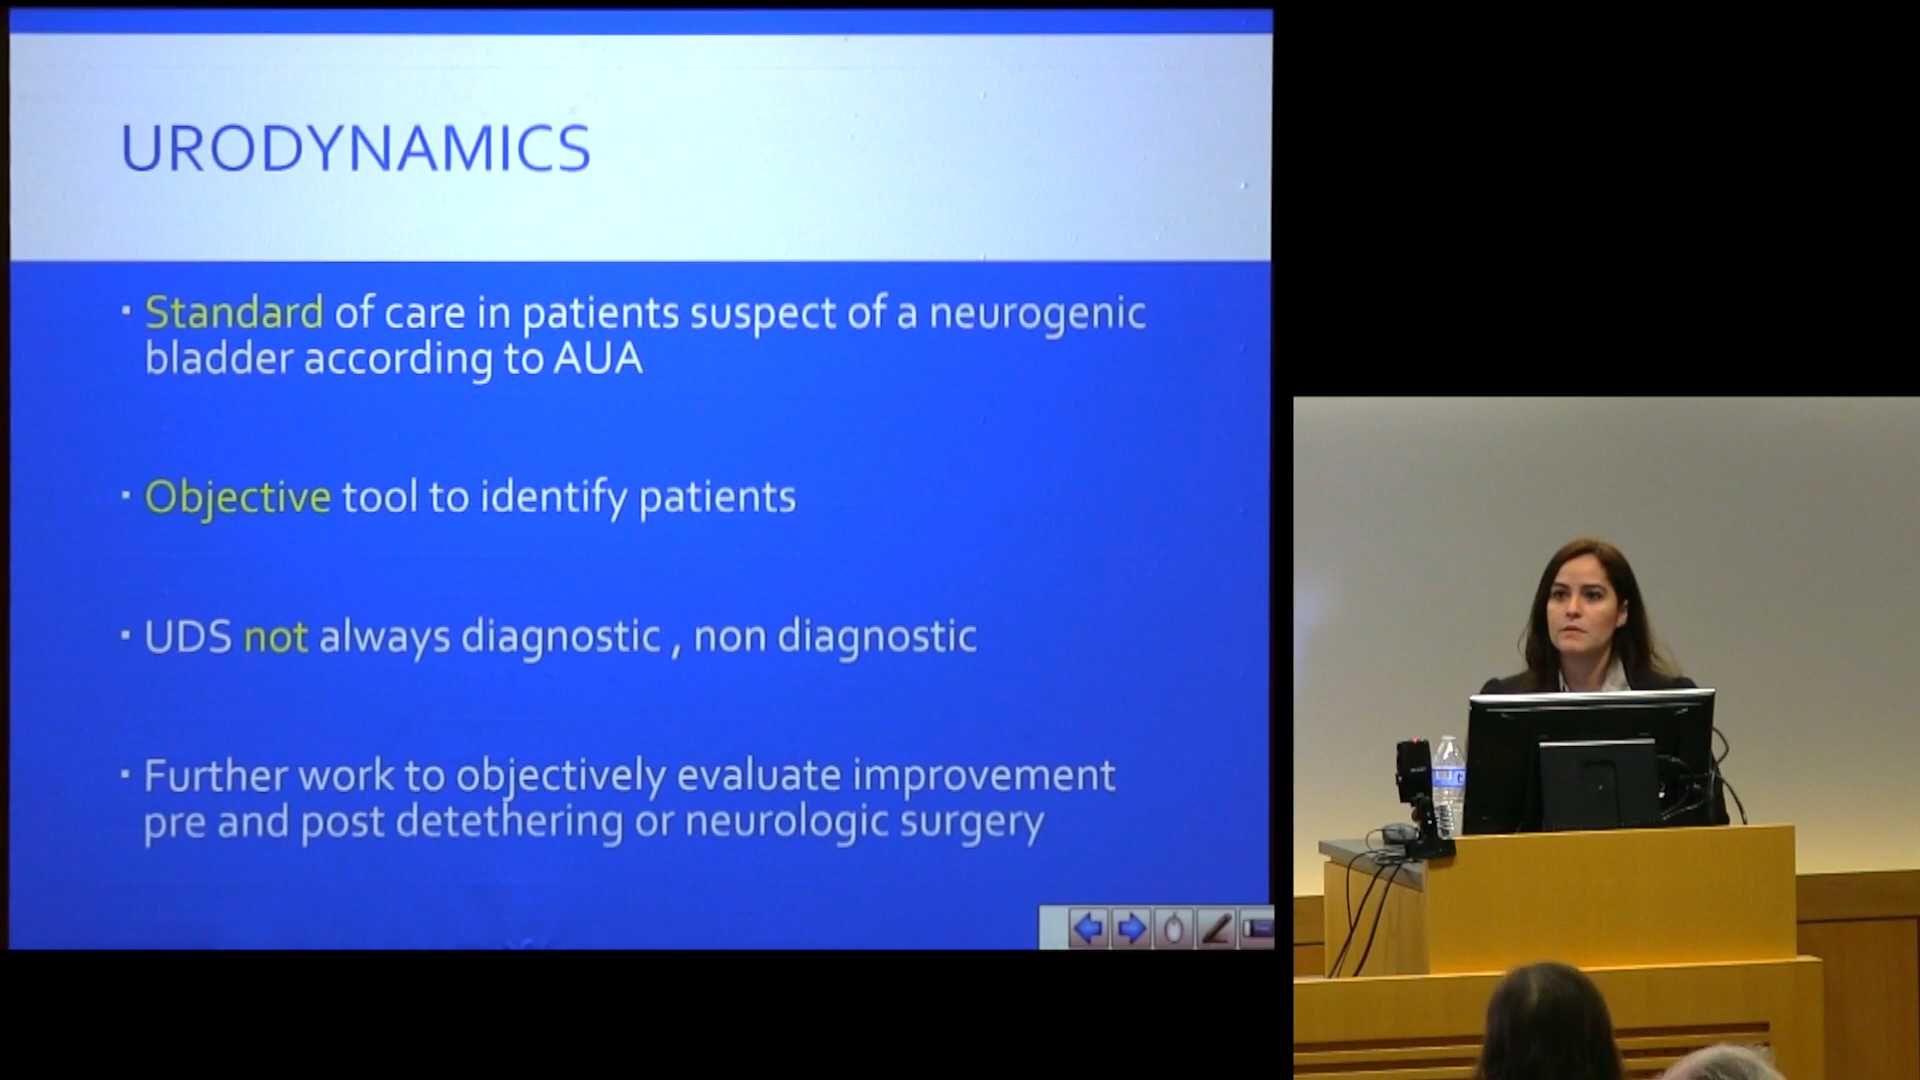 URODYNAMICS
▪ Standard of care in patients suspect of a neurogenic
bladder according to AUA
▪ Objective tool to identify patients
▪ UDS not always diagnostic , non diagnostic
▪ Further work to objectively evaluate improvement
pre and post detethering or neurologic surgery